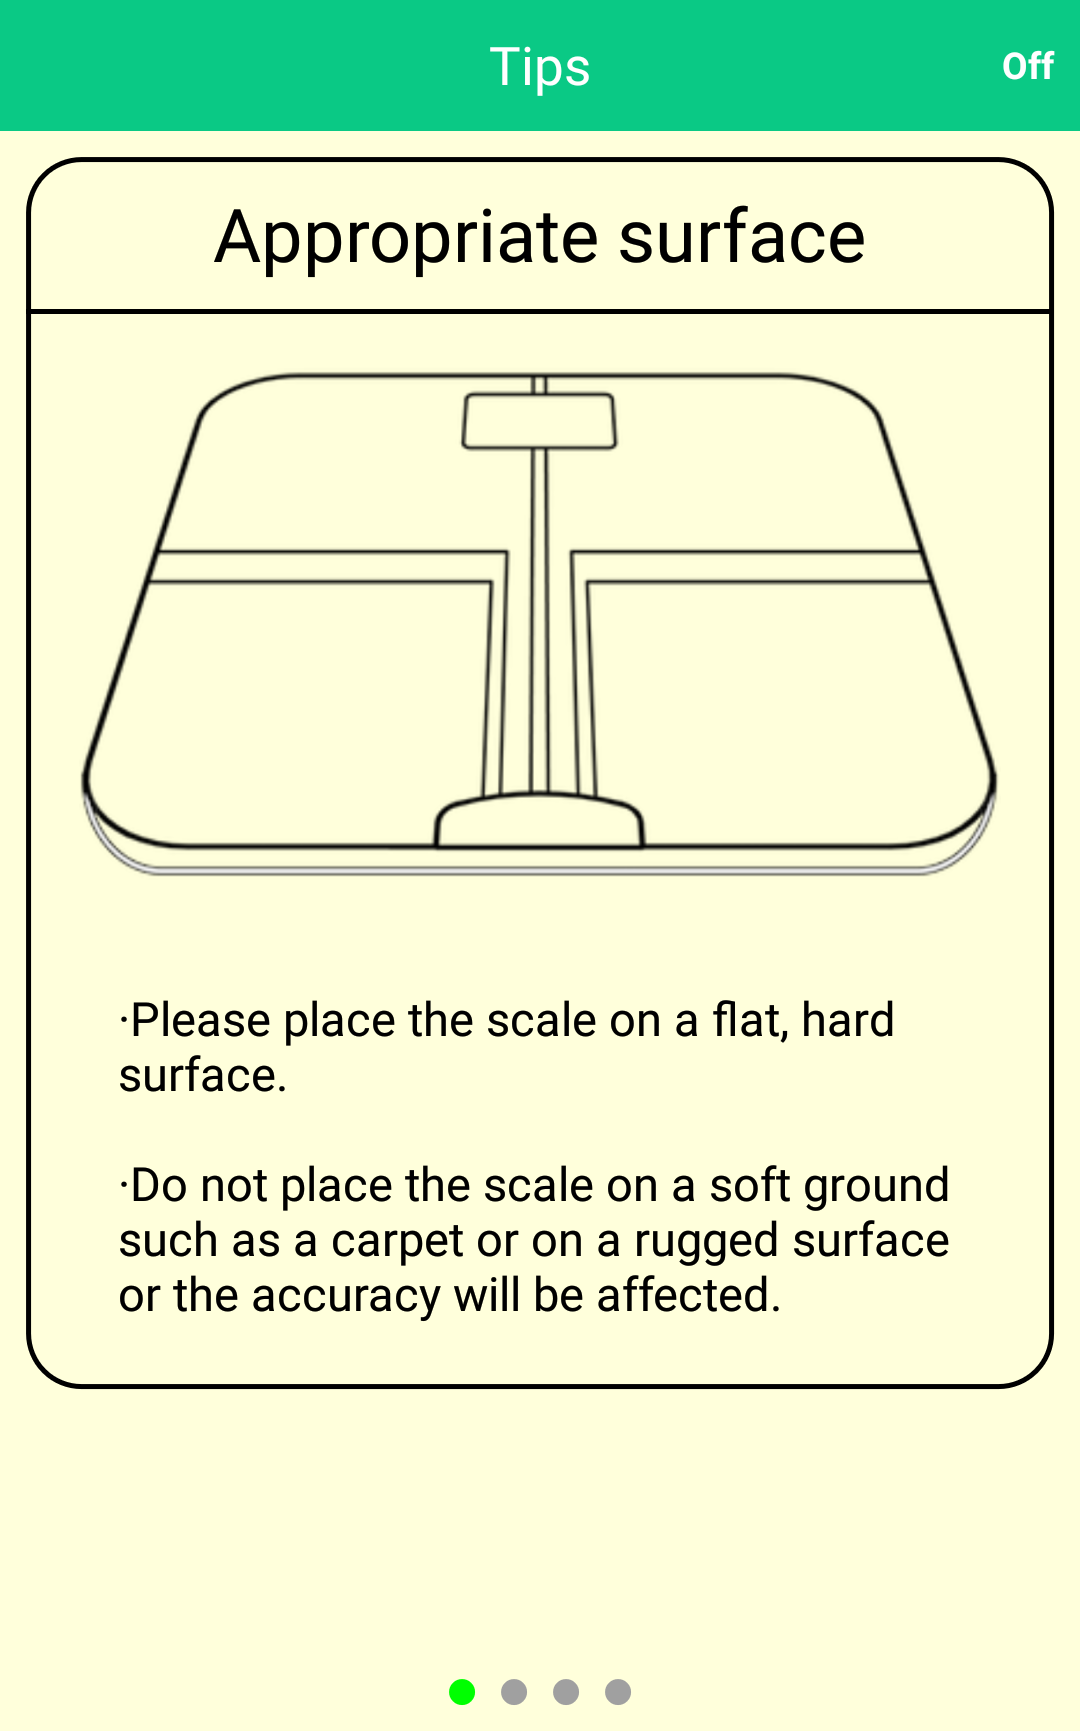 Tips
Off
Appropriate surface
·Please place the scale on a flat, hard
surface.
·Do not place the scale on a soft ground
such as a carpet or on a rugged surface
or the accuracy will be affected.